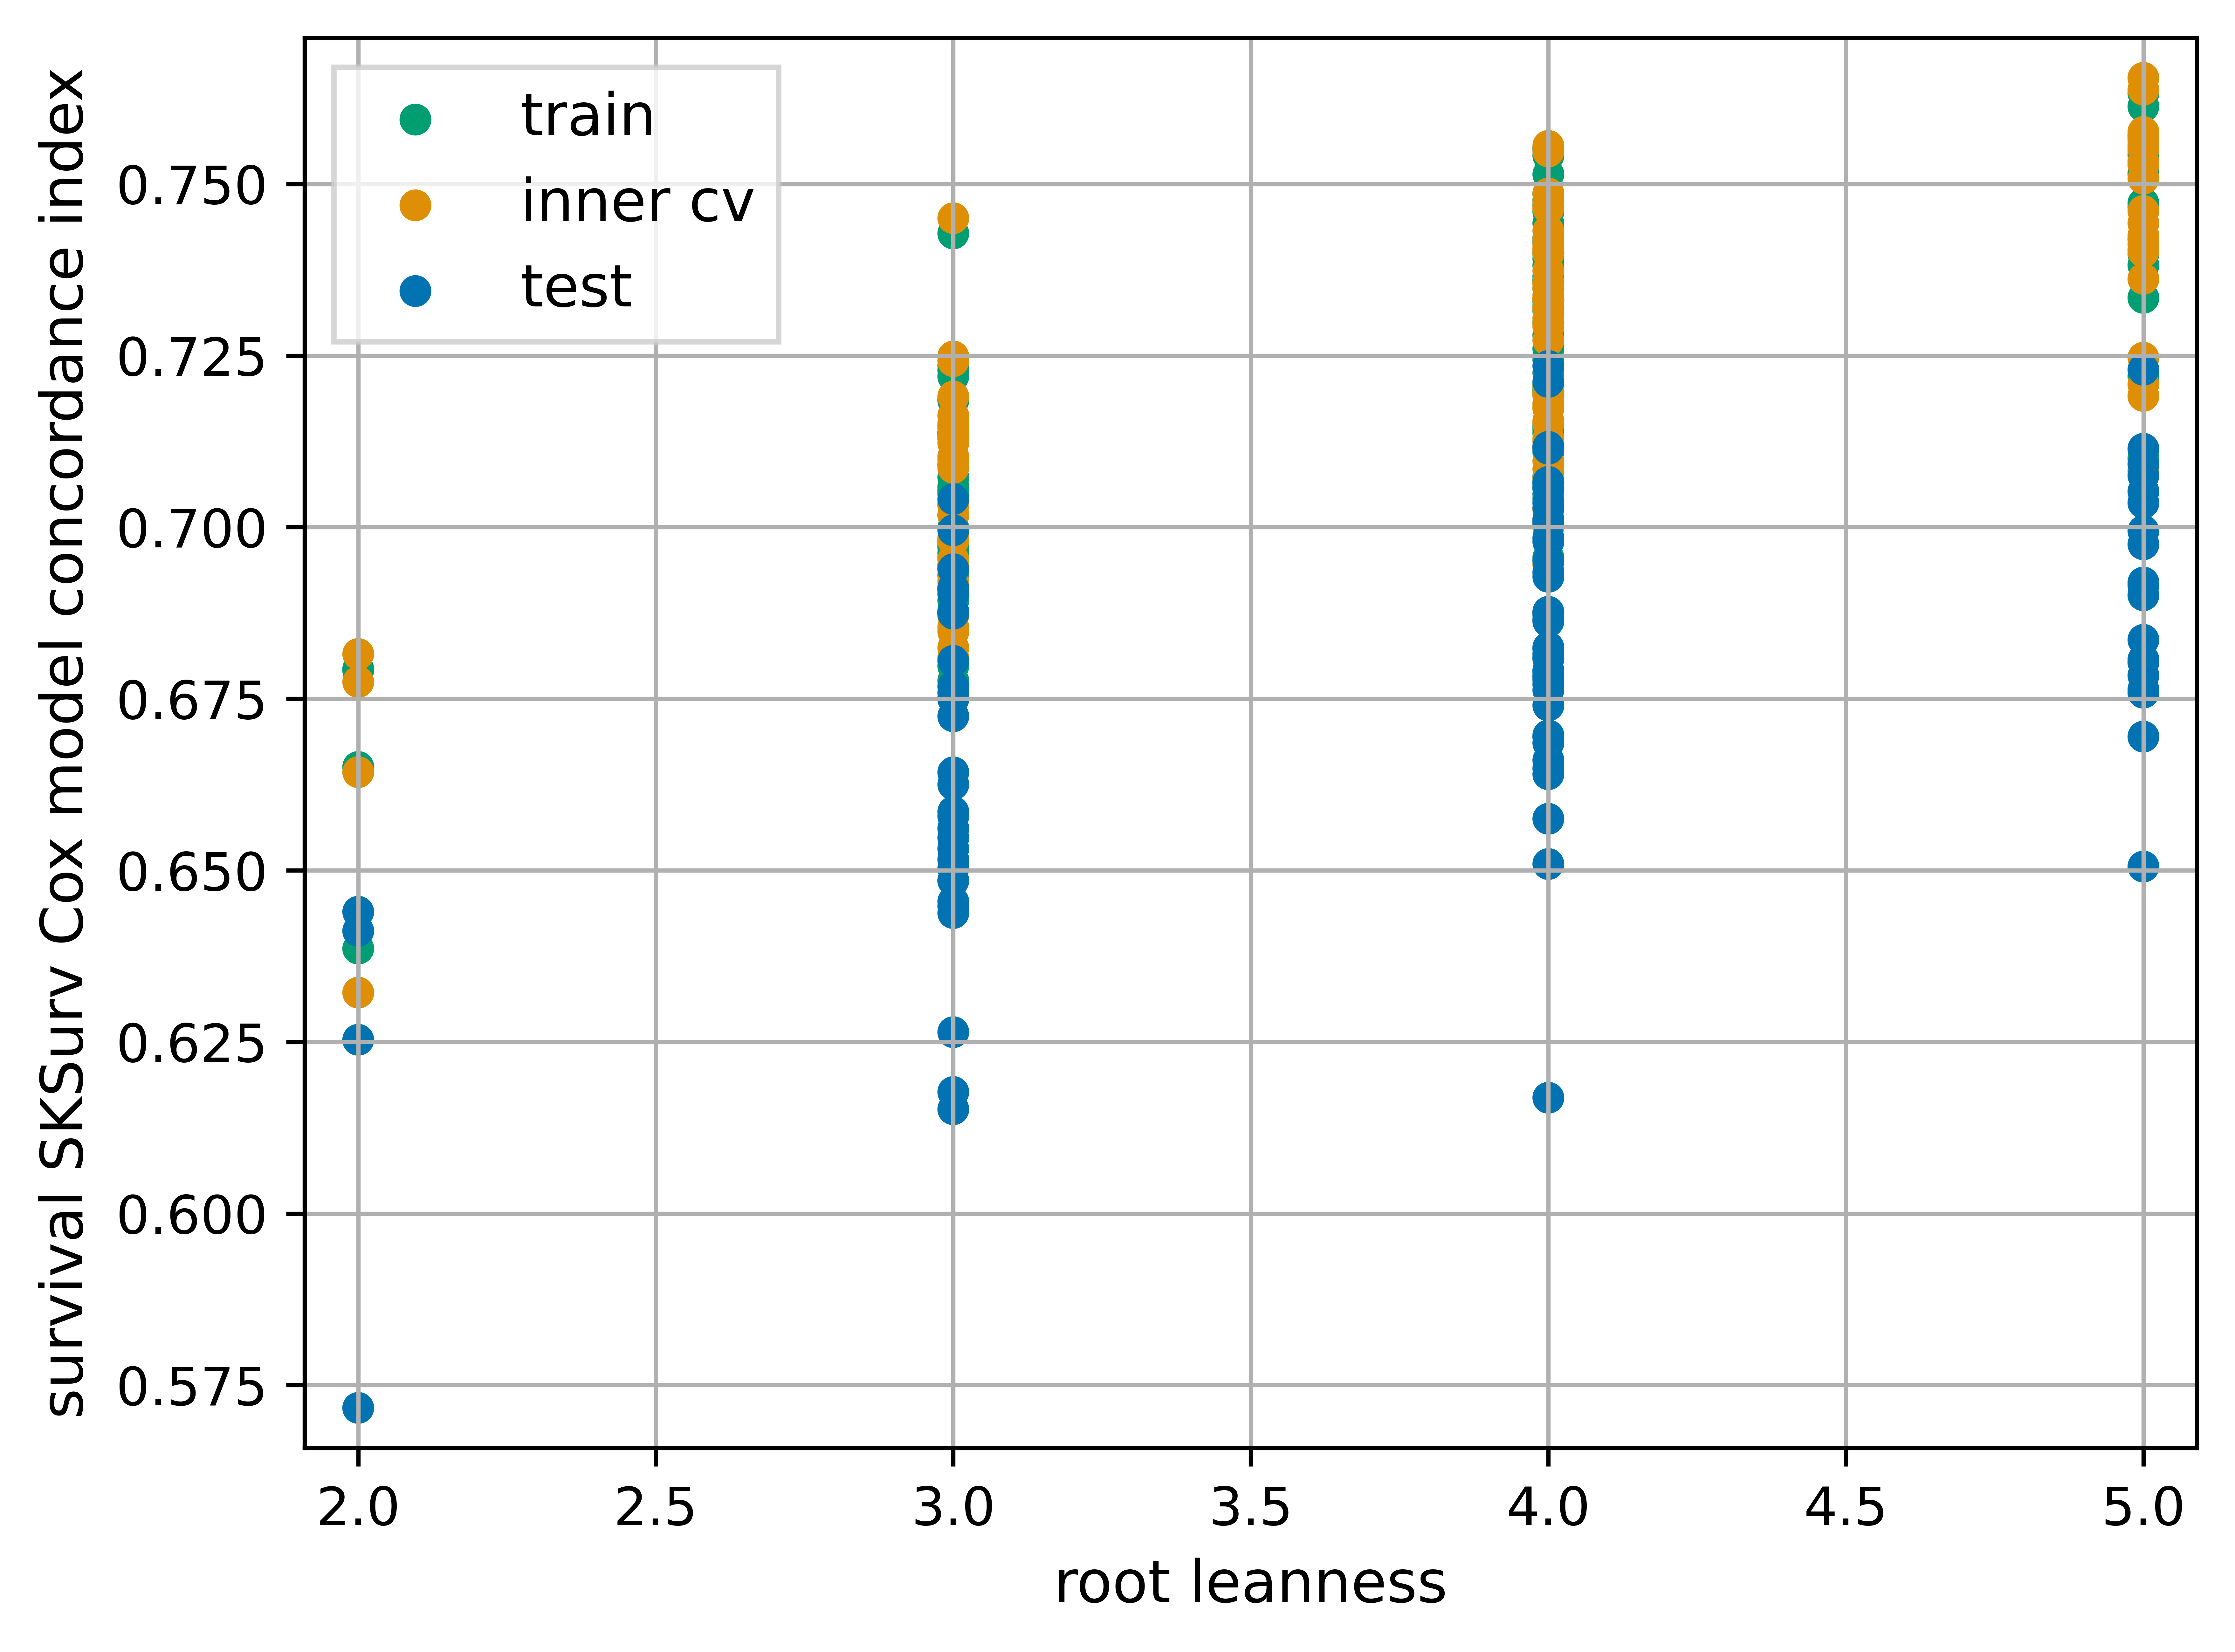 survival SKSurv Cox model concordance index
train
inner cv
test
0.750
0.725
0.700
0.675
0.650
0.625
0.600
0.575
2.0 2.5 3.0 3.5 4.0 4.5 5.0
root leanness